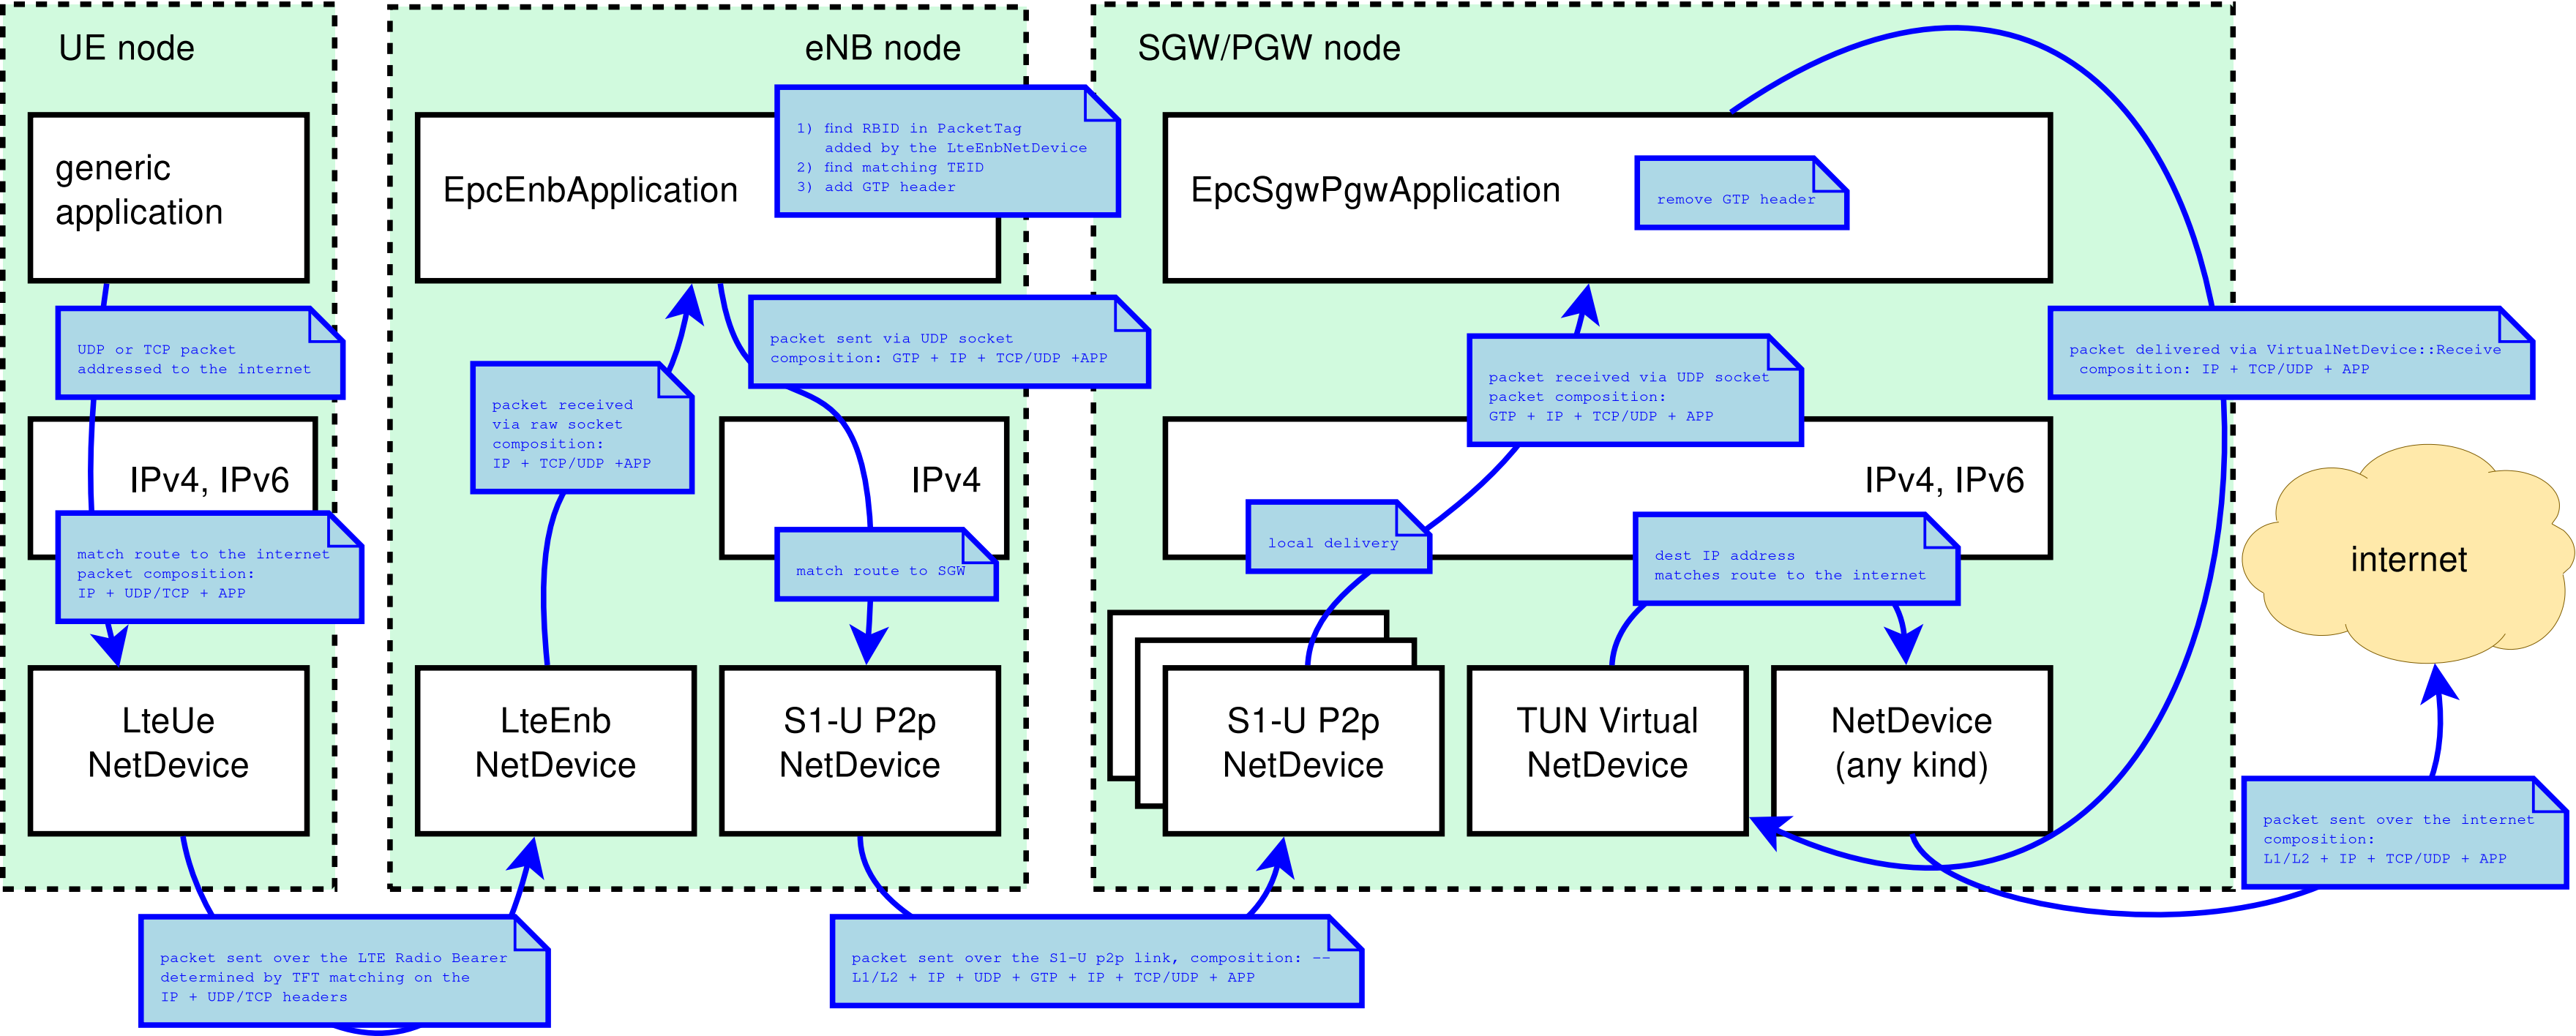 UE node
generic
application
UDP or TCP packet
addressed to the internet
IPv4, IPv6
match route to the internet
packet composition:
IP + UDP/TCP + APP
LteUe
NetDevice
packet sent over the LTE Radio Bearer
determined by TFT matching on the
IP + UDP/TCP headers
eNB node
EpcEnbApplication
1) find RBID in PacketTag
added by the LteEnbNetDevice
2) find matching TEID
3) add GTP header
packet received
via raw socket
composition:
IP + TCP/UDP +APP
packet sent via UDP socket
composition: GTP + IP + TCP/UDP +APP
IPv4
match route to SGW
LteEnb
NetDevice
S1-U P2p
NetDevice
packet sent over the S1-U p2p link, composition: --
L1/L2 + IP + UDP + GTP + IP + TCP/UDP + APP
SGW/PGW node
EpcSgwPgwApplication
remove GTP header
packet received via UDP socket
packet composition:
GTP + IP + TCP/UDP + APP
IPv4, IPv6
local delivery
dest IP address
matches route to the internet
S1-U P2p
NetDevice
TUN Virtual
NetDevice
NetDevice
(any kind)
packet delivered via VirtualNetDevice::Receive
composition: IP + TCP/UDP + APP
internet
packet sent over the internet
composition:
L1/L2 + IP + TCP/UDP + APP